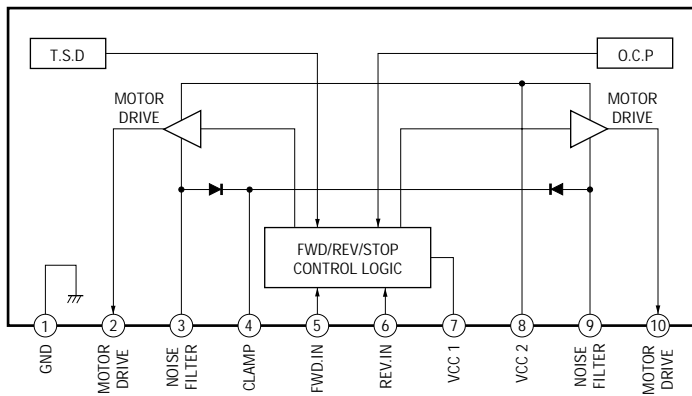 T.S.D
O.C.P
MOTOR
DRIVE
MOTOR
DRIVE
FWD/REV/STOP
CONTROL LOGIC
1
2
3
4
5
6
7
8
9
10
GND
MOTOR
DRIVE
NOISE
FILTER
CLAMP
FWD.IN
REV.IN
VCC 1
VCC 2
NOISE
FILTER
MOTOR
DRIVE